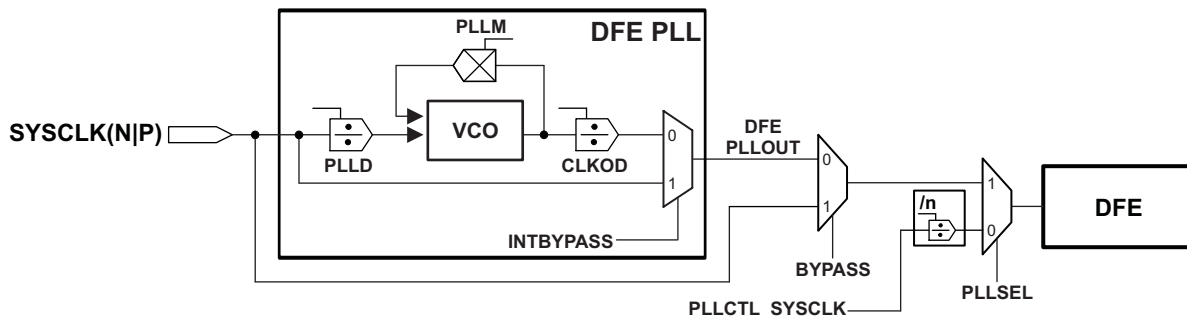 DFE PLL
PLLM
SYSCLK(N|P)
PLLD
VCO
CLKOD
0
1
INTBYPASS
DFE
PLLOUT
0
1
BYPASS
/n
1
0
PLLSEL
PLLCTL SYSCLK
DFE